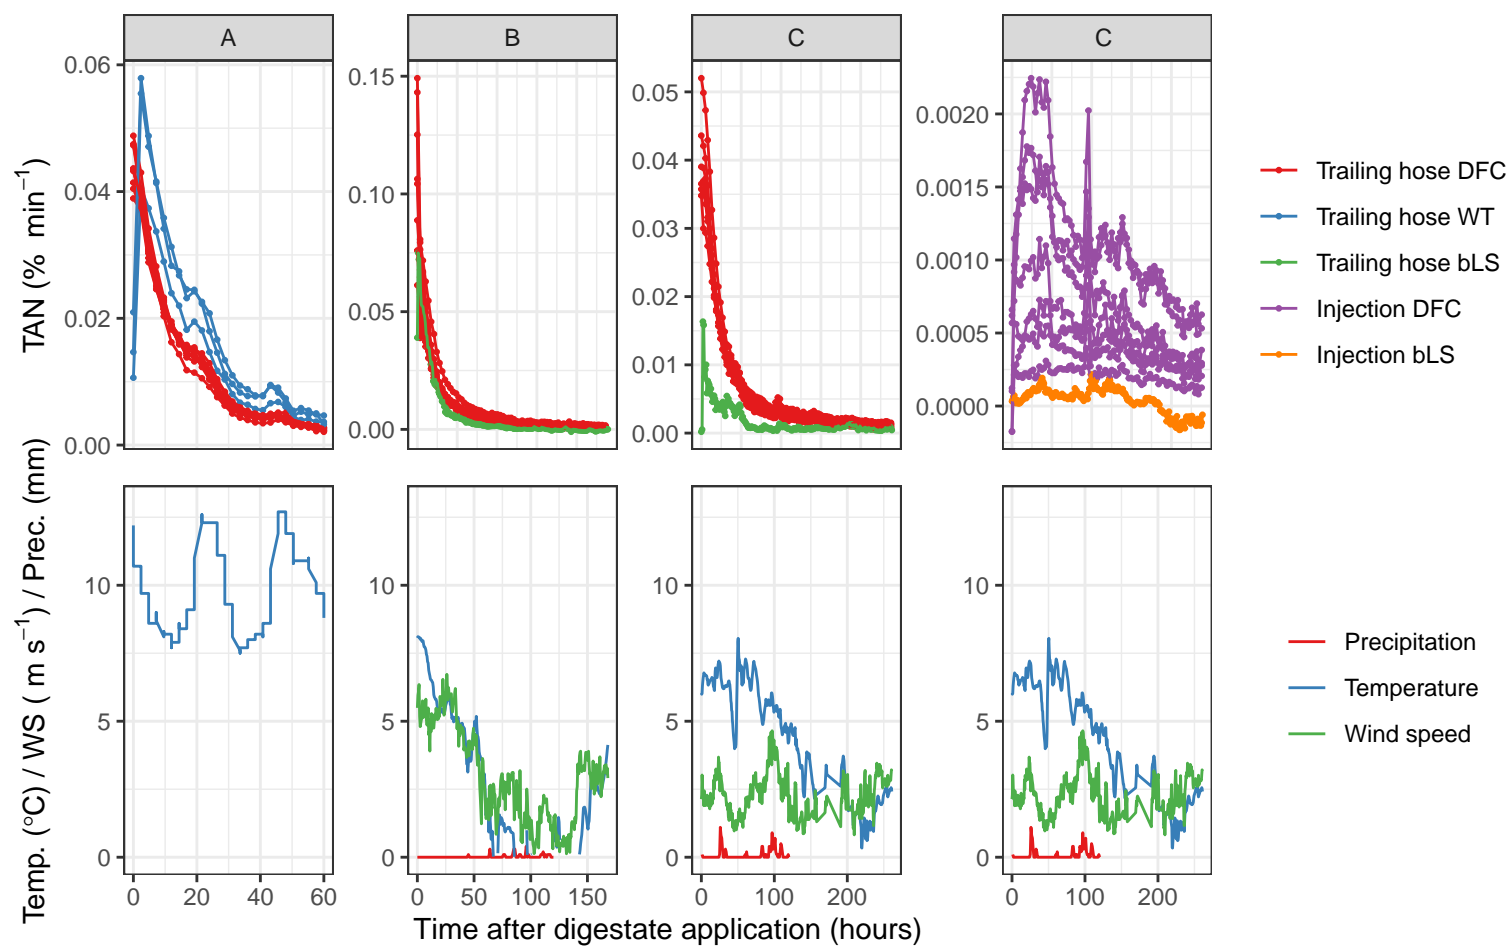 A
B
C
C
TAN (% min−1)
0.06
0.04
0.02
0.00
0.15
0.10
0.05
0.00
0.05
0.04
0.03
0.02
0.01
0.00
0.0020
0.0015
0.0010
0.0005
0.0000
Trailing hose DFC
Trailing hose WT
Trailing hose bLS
Injection DFC
Injection bLS
Temp. (°C) / WS ( m s−1) / Prec. (mm)
10
5
0
10
5
0
10
5
0
10
5
0
Precipitation
Temperature
Wind speed
0 20 40 60
0 50 100 150
0 100 200
0 100 200
Time after digestate application (hours)